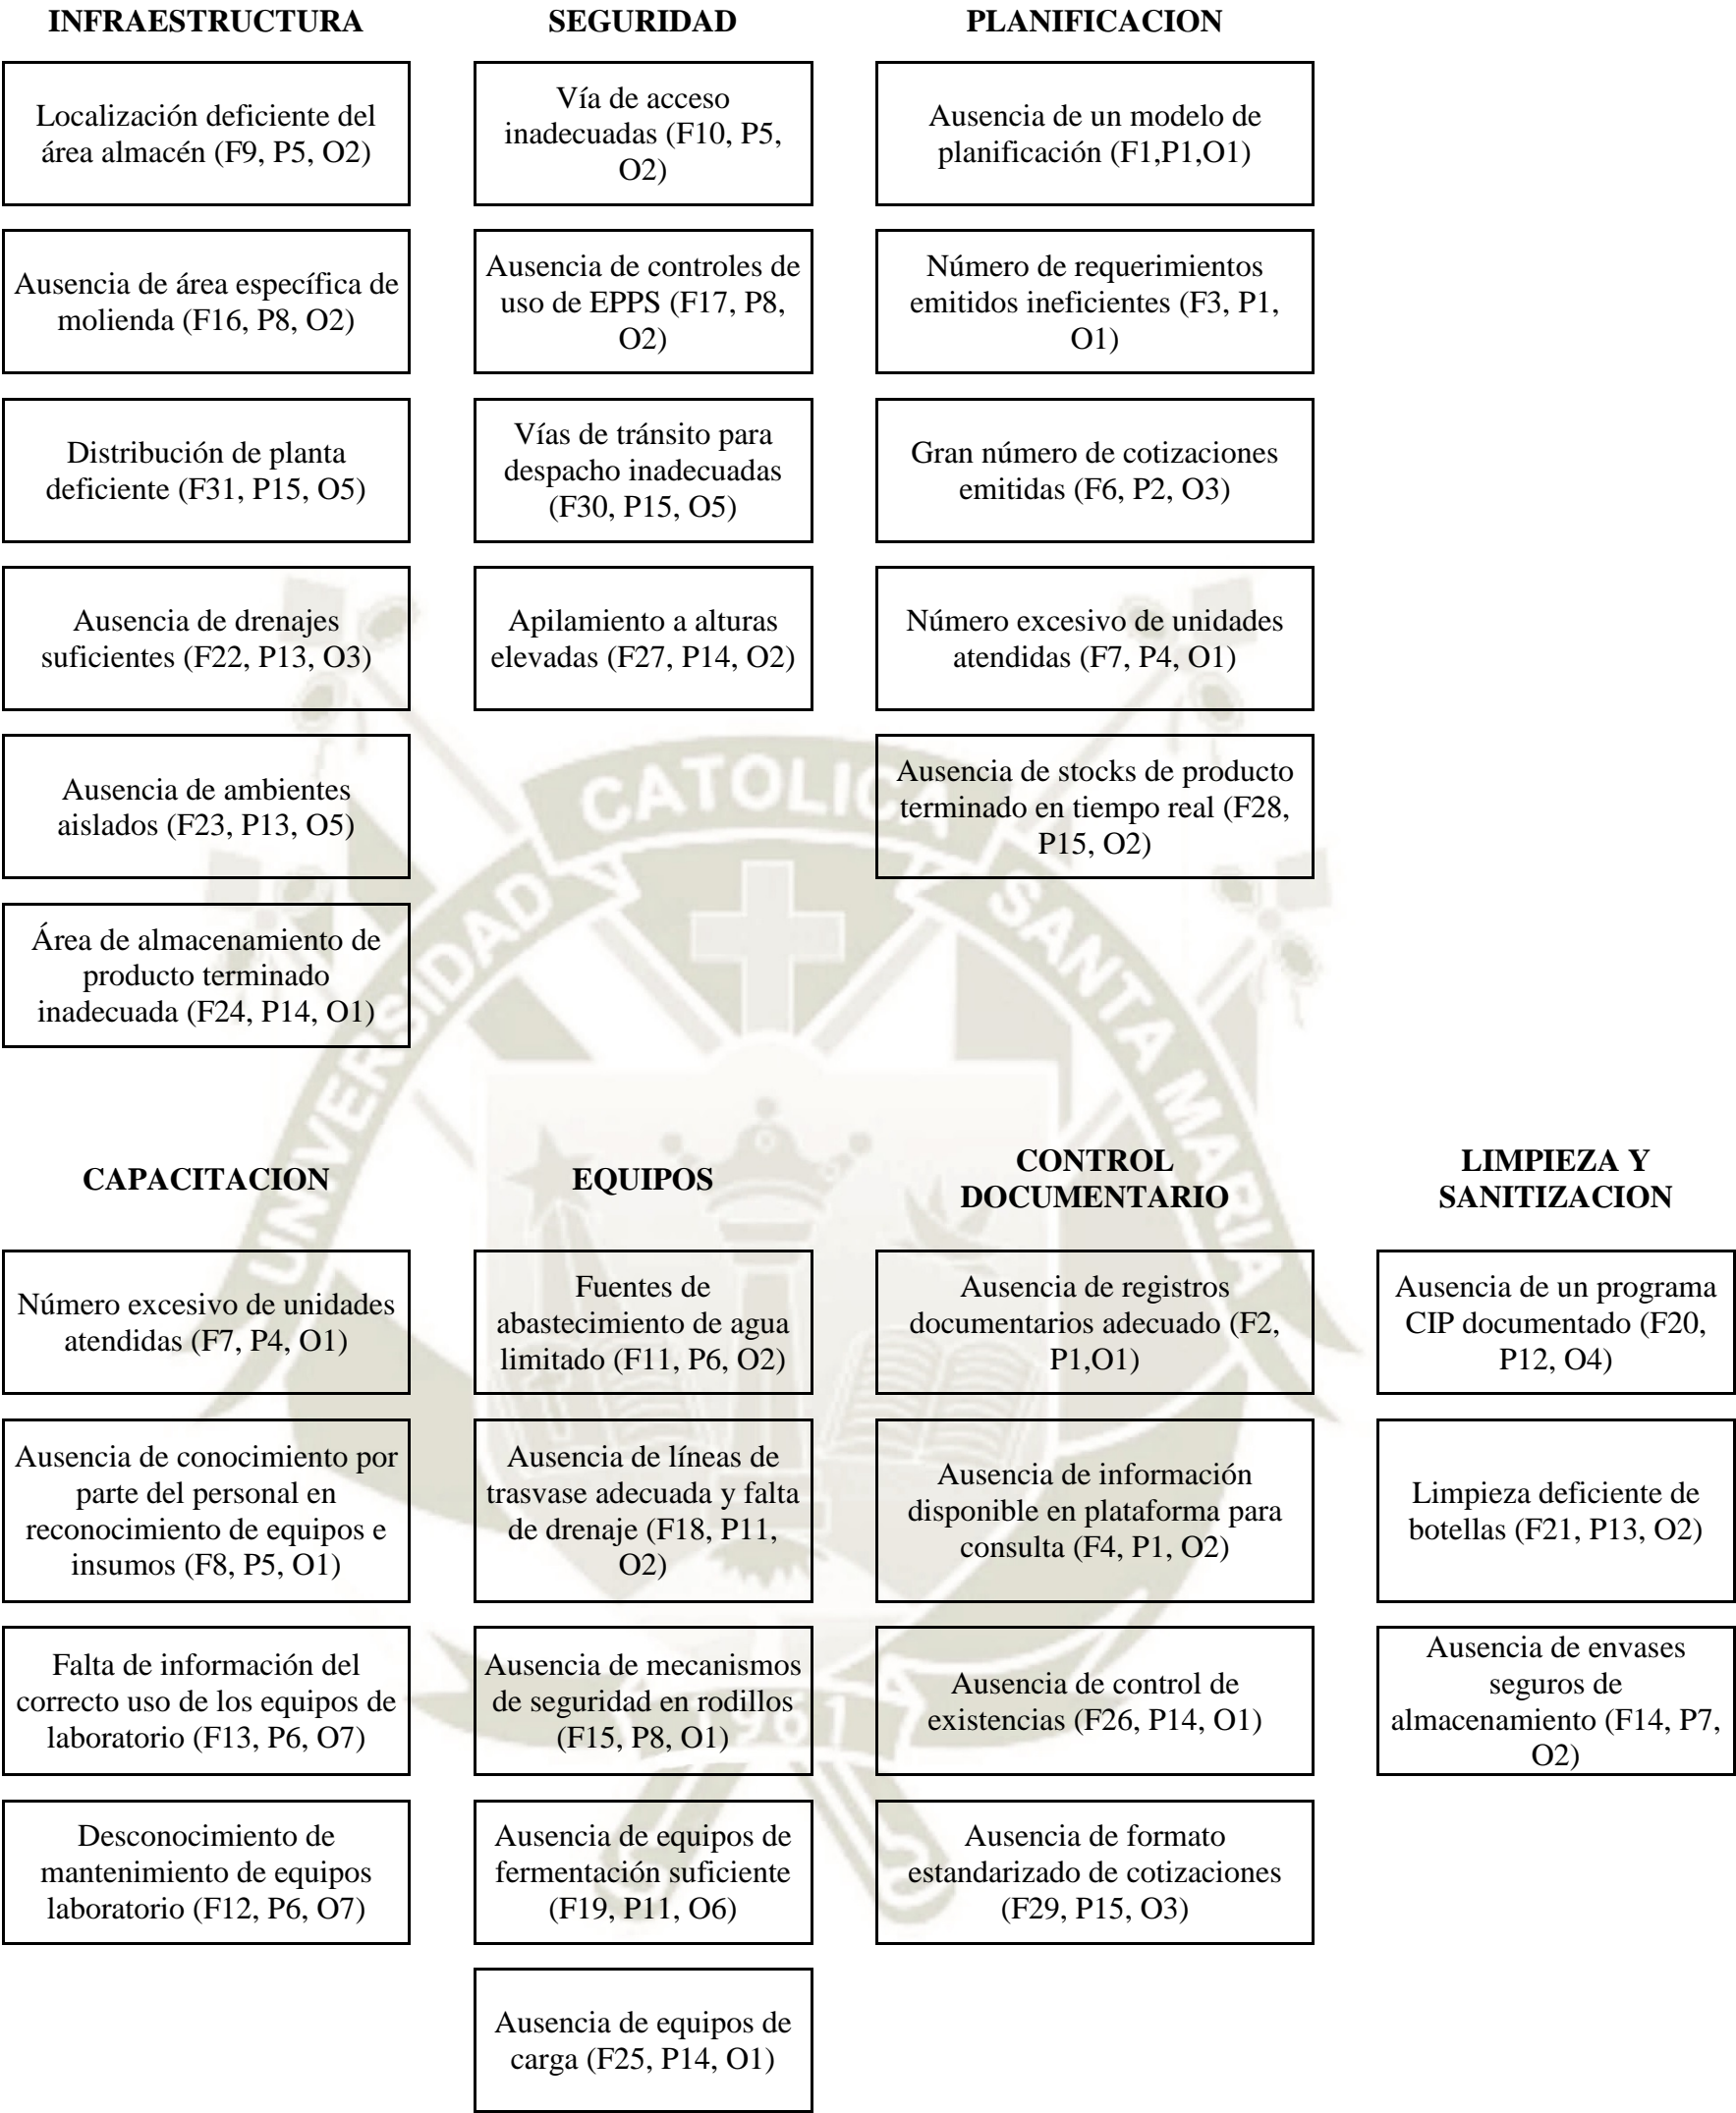 INFRAESTRUCTURA
Localización deficiente del
área almacén (F9, P5, O2)
Ausencia de área específica de
molienda (F16, P8, O2)
Distribución de planta
deficiente (F31, P15, O5)
Ausencia de drenajes
suficientes (F22, P13, O3)
Ausencia de ambientes
aislados (F23, P13, O5)
Área de almacenamiento de
producto terminado
inadecuada (F24, P14, O1)
SEGURIDAD
Vía de acceso
inadecuadas (F10, P5,
O2)
Ausencia de controles de
uso de EPPS (F17, P8,
O2)
Vías de tránsito para
despacho inadecuadas
(F30, P15, O5)
Apilamiento a alturas
elevadas (F27, P14, O2)
PLANIFICACION
Ausencia de un modelo de
planificación (F1,P1,O1)
Número de requerimientos
emitidos ineficientes (F3, P1,
O1)
Gran número de cotizaciones
emitidas (F6, P2, O3)
Número excesivo de unidades
atendidas (F7, P4, O1)
Ausencia de stocks de producto
terminado en tiempo real (F28,
P15, O2)
CAPACITACION
Número excesivo de unidades
atendidas (F7, P4, O1)
Ausencia de conocimiento por
parte del personal en
reconocimiento de equipos e
insumos (F8, P5, O1)
Falta de información del
correcto uso de los equipos de
laboratorio (F13, P6, O7)
Desconocimiento de
mantenimiento de equipos
laboratorio (F12, P6, O7)
EQUIPOS
Fuentes de
abastecimiento de agua
limitado (F11, P6, O2)
Ausencia de líneas de
trasvase adecuada y falta
de drenaje (F18, P11,
O2)
Ausencia de mecanismos
de seguridad en rodillos
(F15, P8, O1)
Ausencia de equipos de
fermentación suficiente
(F19, P11, O6)
Ausencia de equipos de
carga (F25, P14, O1)
CONTROL
DOCUMENTARIO
Ausencia de registros
documentarios adecuado (F2,
P1,O1)
Ausencia de información
disponible en plataforma para
consulta (F4, P1, O2)
Ausencia de control de
existencias (F26, P14, O1)
Ausencia de formato
estandarizado de cotizaciones
(F29, P15, O3)
LIMPIEZA Y
SANITIZACION
Ausencia de un programa
CIP documentado (F20,
P12, O4)
Limpieza deficiente de
botellas (F21, P13, O2)
Ausencia de envases
seguros de
almacenamiento (F14, P7,
O2)
UNIVERSIDAD CATOLICA SANTA MARIA
1961